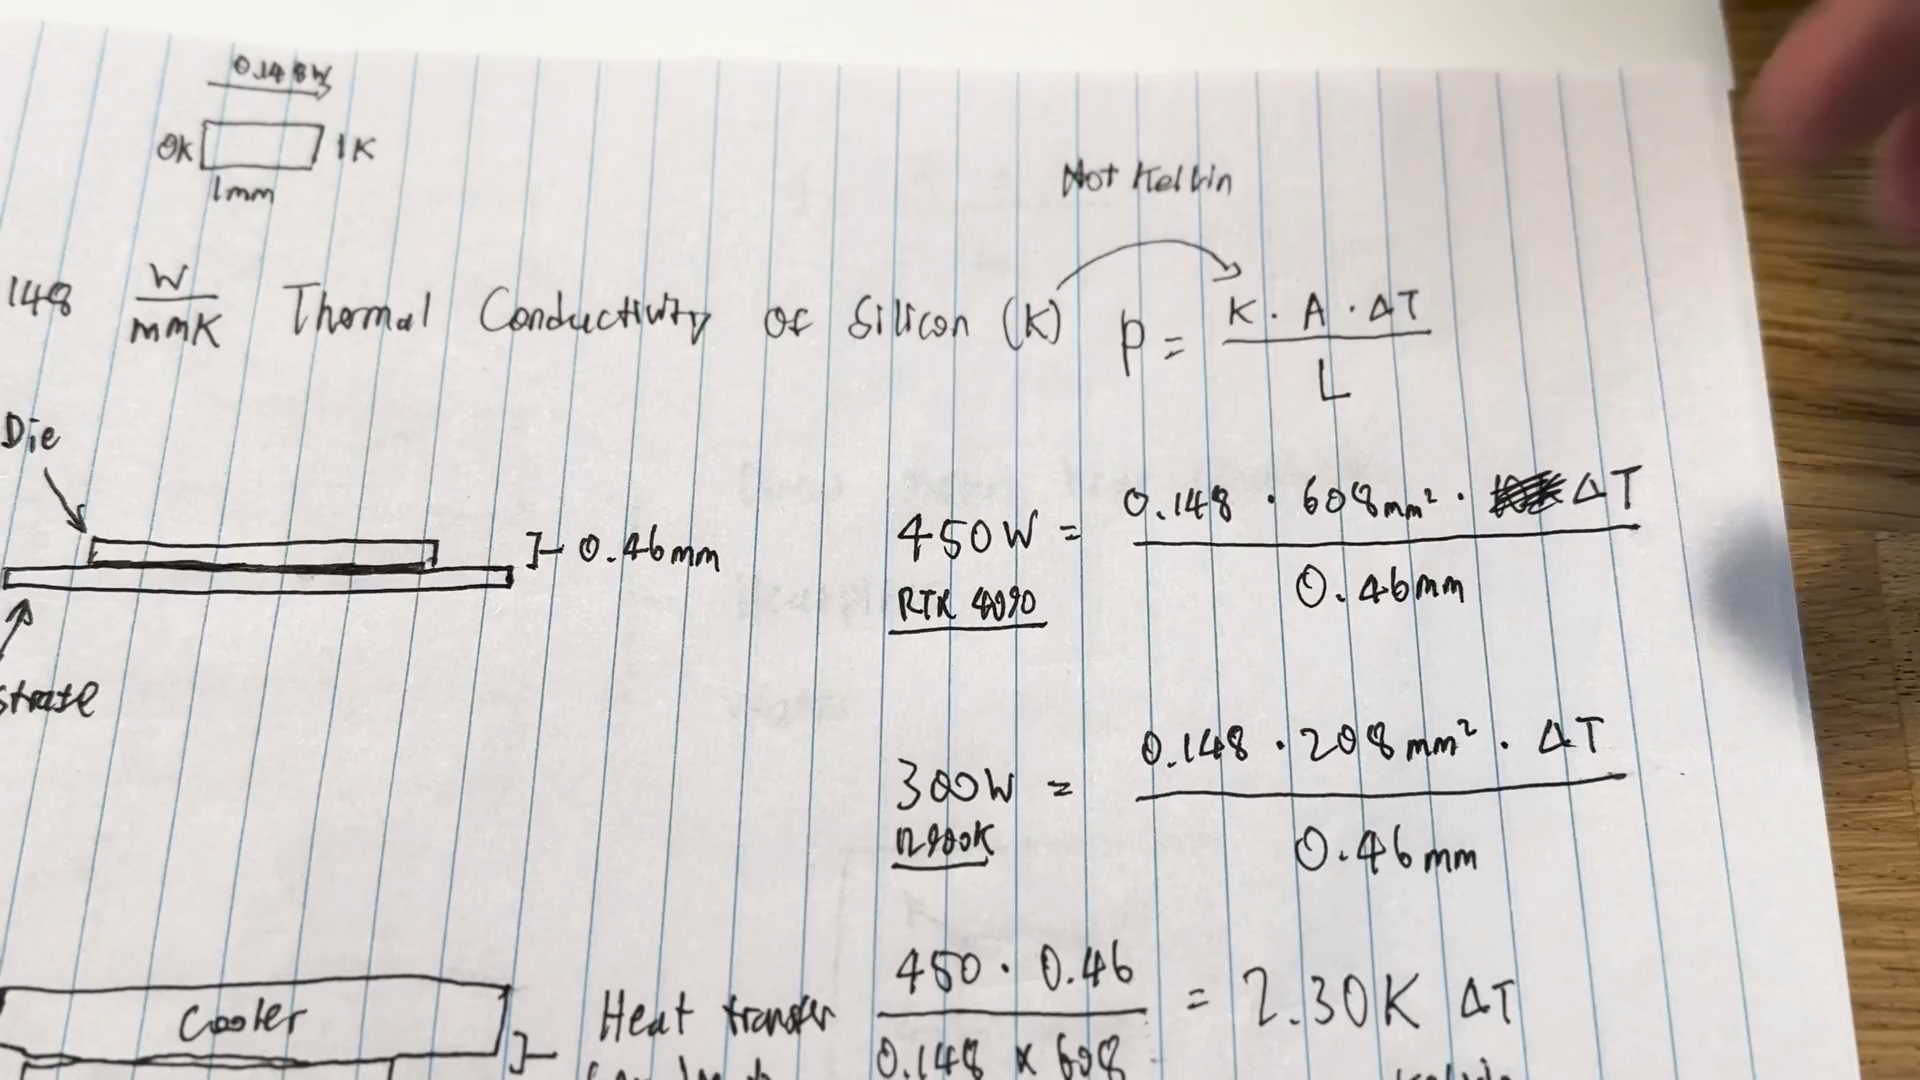 0.148W
0K 1K
1mm
Not Kelvin
148 W/mmK Thermal Conductivity of Silicon (K) P = K · A · ΔT / L
Die
0.46mm
450W = 0.148 · 608mm² · ΔT / 0.46mm
RTX 4090
strate
300W = 0.148 · 208mm² · ΔT / 0.46mm
12900K
450 · 0.46 / 0.148 x 608 = 2.30K ΔT
Cooler
Heat transfer